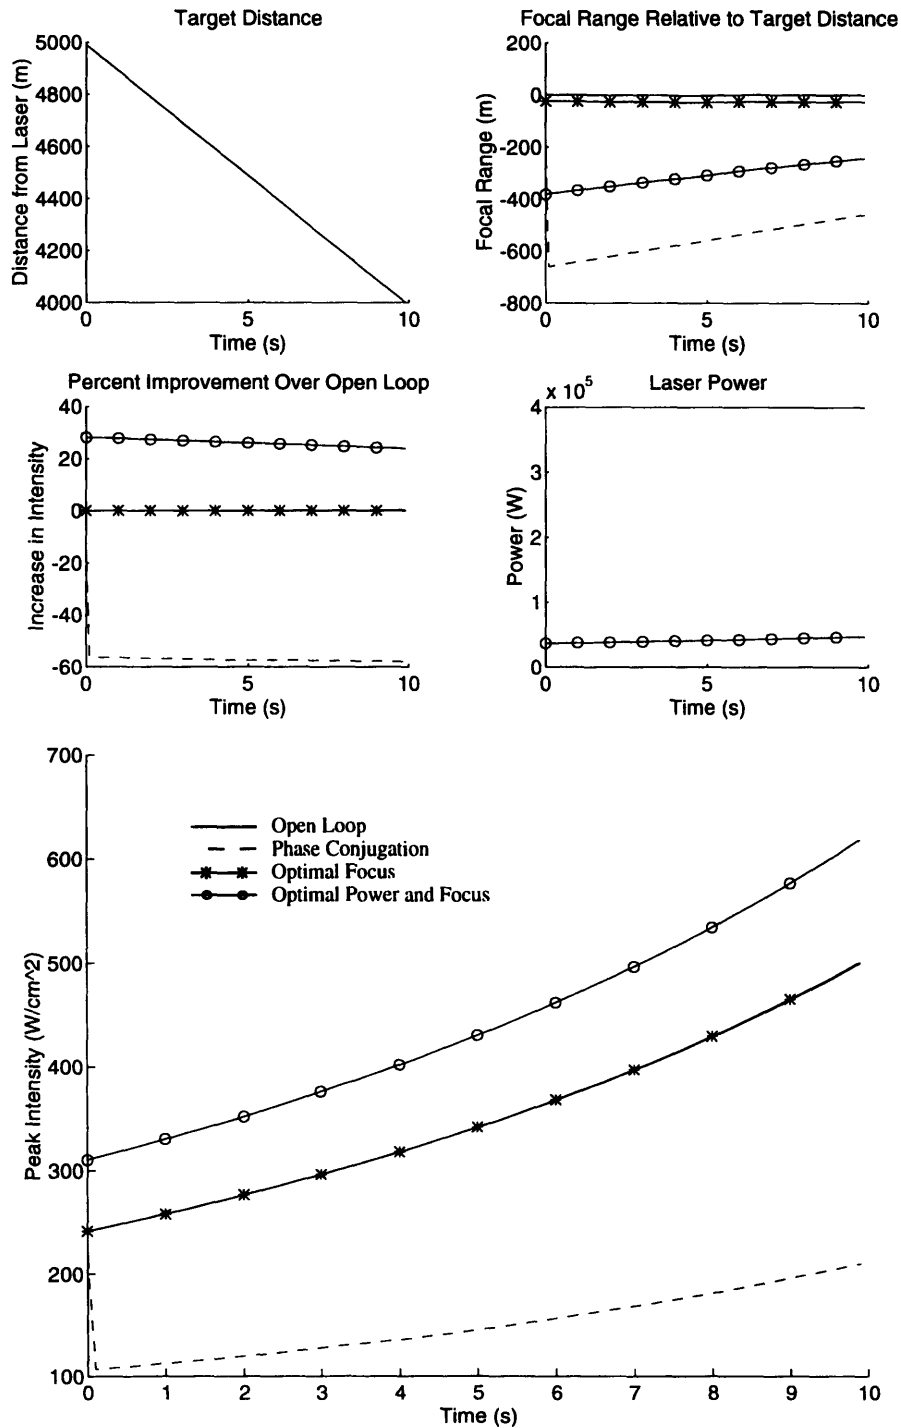 Target Distance
5000
4800
4600
4400
4200
4000
Distance from Laser (m)
0 5 10
Time (s)
Focal Range Relative to Target Distance
200
0
-200
-400
-600
-800
Focal Range (m)
0 5 10
Time (s)
Percent Improvement Over Open Loop
40
20
0
-20
-40
-60
Increase in Intensity
0 5 10
Time (s)
x 10^5 Laser Power
4
3
2
1
0
Power (W)
0 5 10
Time (s)
700
600
500
400
300
200
100
Peak Intensity (W/cm^2)
Open Loop
Phase Conjugation
Optimal Focus
Optimal Power and Focus
0 1 2 3 4 5 6 7 8 9 10
Time (s)